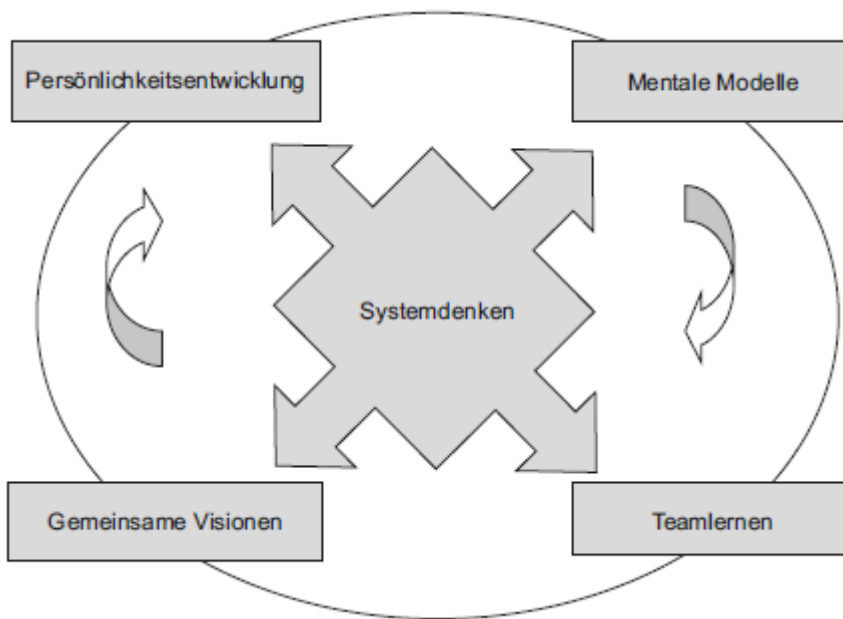 Persönlichkeitsentwicklung
Mentale Modelle
Systemdenken
Gemeinsame Visionen
Teamlernen